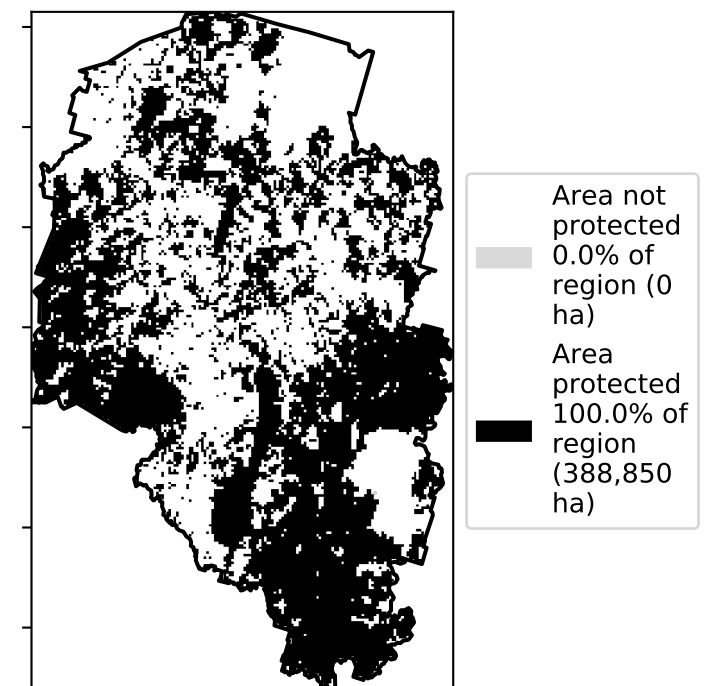 Area not
protected
0.0% of
region (0
ha)
Area
protected
100.0% of
region
(388,850
ha)